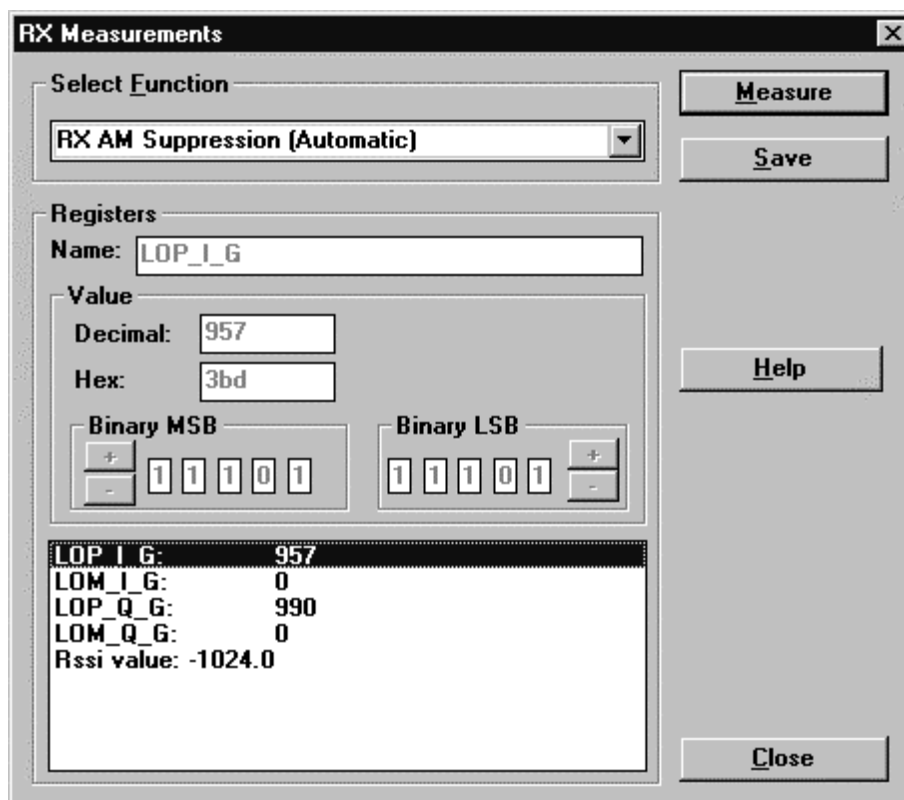 RX Measurements
Select Function
RX AM Suppression (Automatic)
Measure
Save
Registers
Name: LOP_I_G
Value
Decimal: 957
Hex: 3bd
Help
Binary MSB
+
-
1 1 1 0 1
Binary LSB
1 1 1 0 1
+
-
LOP_I_G: 957
LOM_I_G: 0
LOP_Q_G: 990
LOM_Q_G: 0
Rssi value: -1024.0
Close